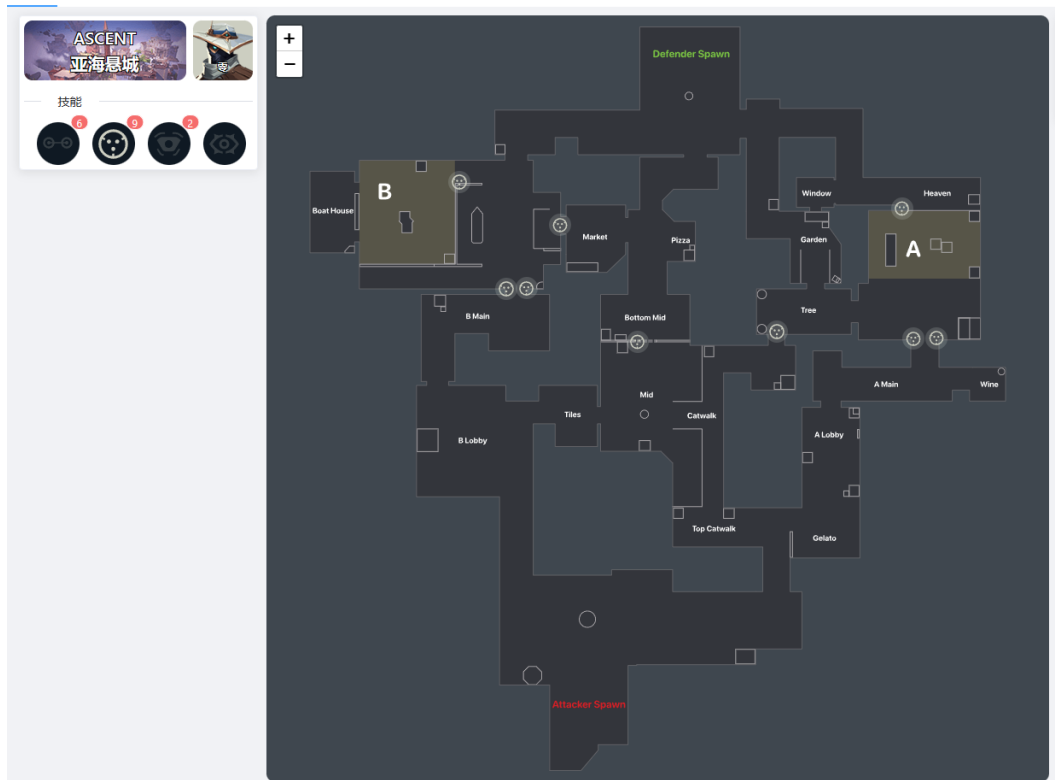 ASCENT
亚海悬城
技能
6
9
2
+
−
Defender Spawn
B
Boat House
Window
Heaven
Market
Pizza
Garden
A
Tree
B Main
Bottom Mid
A Main
Wine
Mid
Tiles
Catwalk
B Lobby
A Lobby
Top Catwalk
Gelato
Attacker Spawn